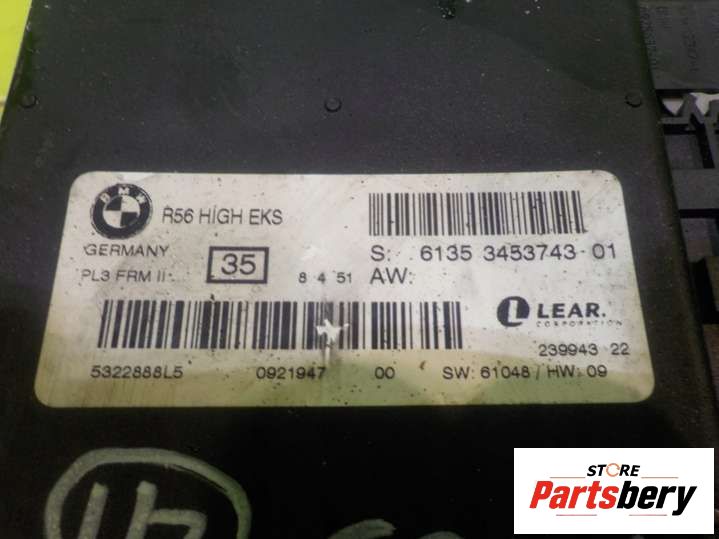 BMW
R56 HIGH EKS
GERMANY
PL3 FRM II
35
8 4 51
S: 6135 3453743-01
AW:
L LEAR.
CORPORATION
239943 22
5322888L5 0921947 00 SW: 61048 / HW: 09
STORE
Partsbery